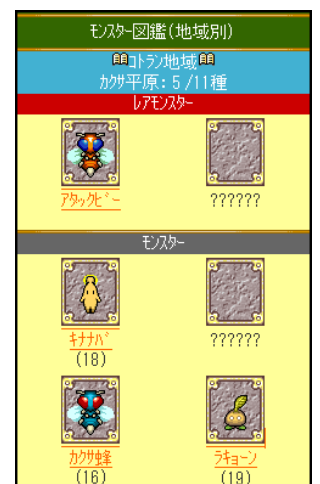 モンスター図鑑(地域別)
コトラン地域
カクサ平原:5/11種
レアモンスター
アタックビー ??????
モンスター
キナナバ ??????
(18)
カクサ蜂 ラキョーン
(16) (19)